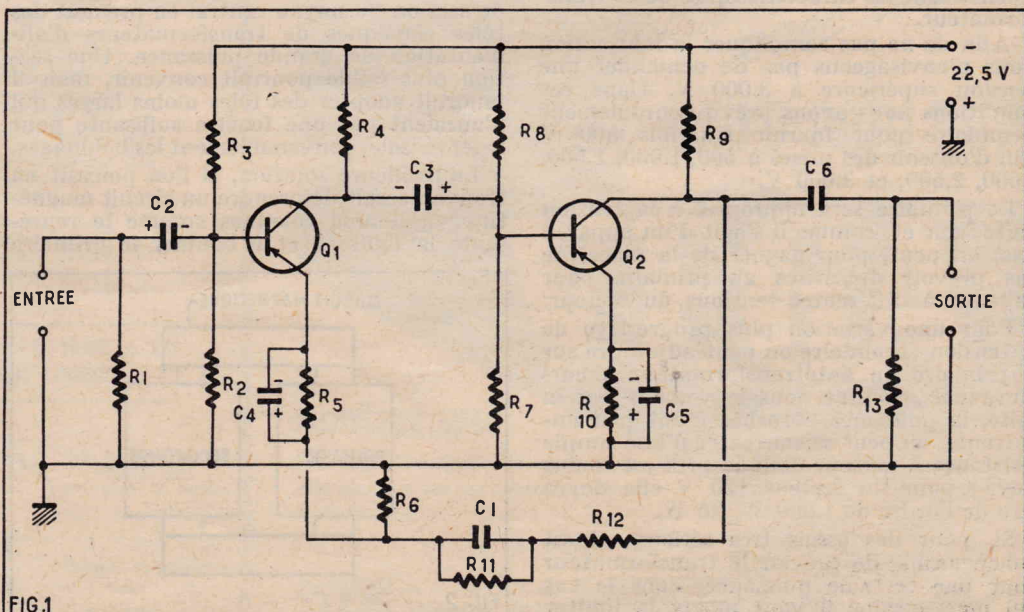 -
22,5 V
+
R3
R4
R8
R9
C2
+ -
C3
- +
C6
Q1
Q2
ENTREE
SORTIE
R1
R2
C4
-
+
R5
R7
R10
-
+
C5
R13
R6
C1
R11
R12
FIG.1